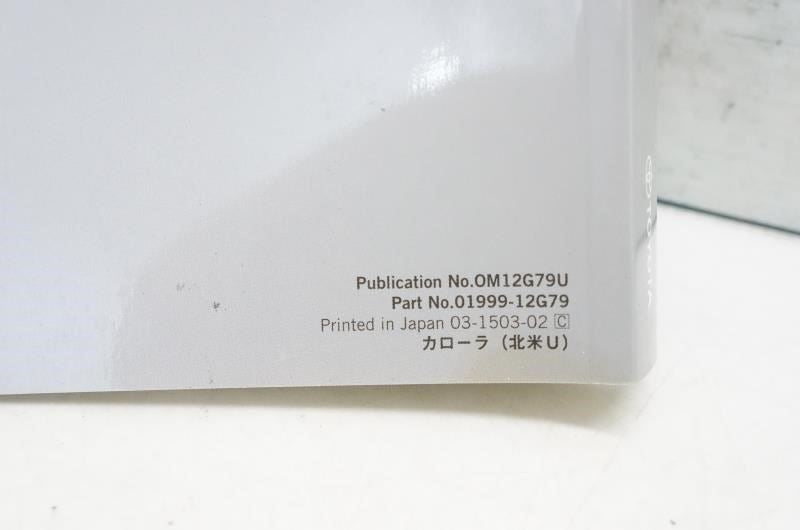 Publication No.OM12G79U
Part No.01999-12G79
Printed in Japan 03-1503-02 🄲
カローラ（北米U）
TOYOTA